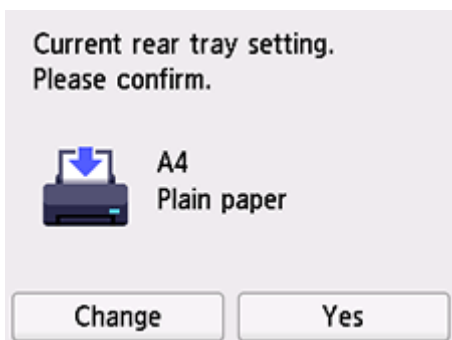 Current rear tray setting.
Please confirm.
A4
Plain paper
Change
Yes